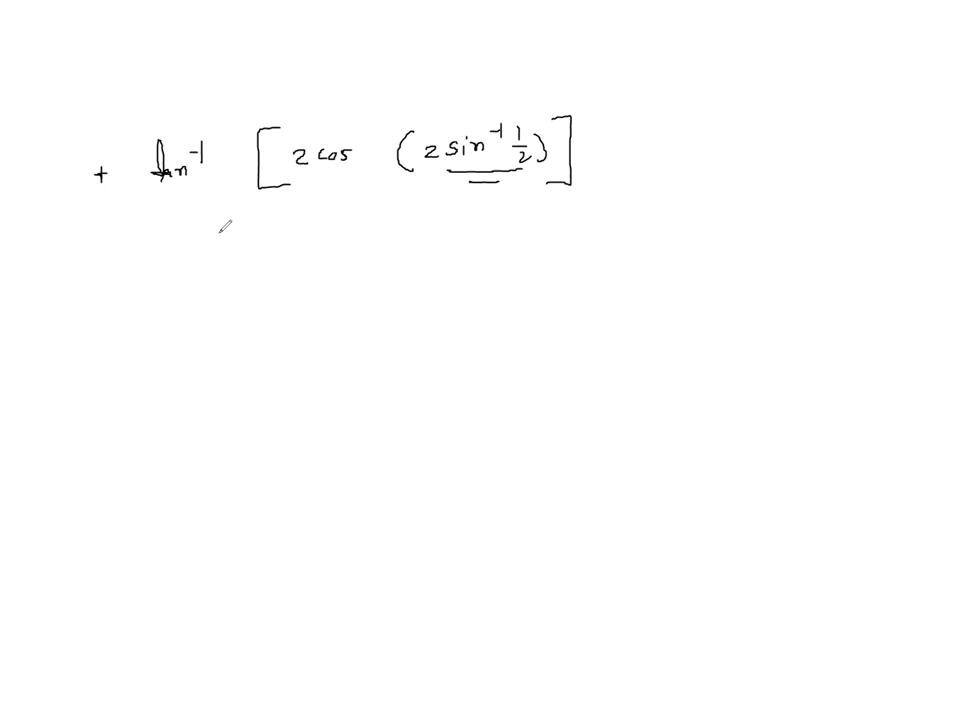 + tan⁻¹ [2 cos (2 sin⁻¹ 1/2)]